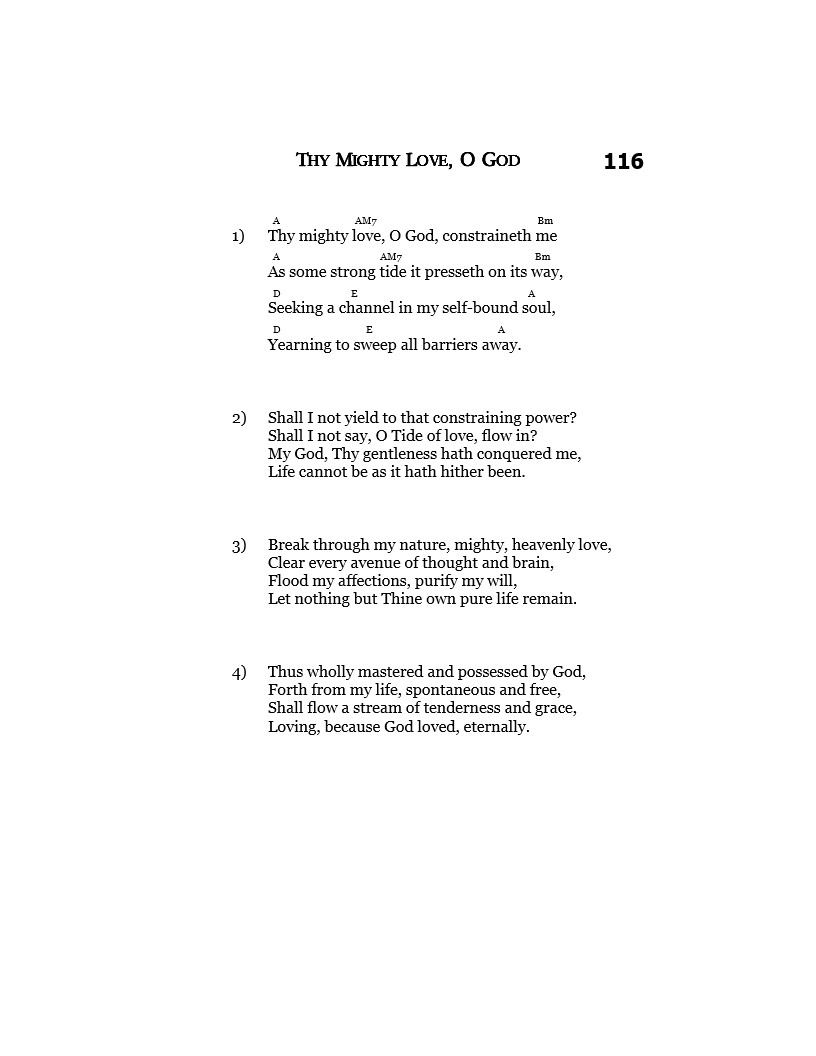 Thy Mighty Love, O God 116
A AM7 Bm
1) Thy mighty love, O God, constraineth me
A AM7 Bm
As some strong tide it presseth on its way,
D E A
Seeking a channel in my self-bound soul,
D E A
Yearning to sweep all barriers away.
2) Shall I not yield to that constraining power?
Shall I not say, O Tide of love, flow in?
My God, Thy gentleness hath conquered me,
Life cannot be as it hath hither been.
3) Break through my nature, mighty, heavenly love,
Clear every avenue of thought and brain,
Flood my affections, purify my will,
Let nothing but Thine own pure life remain.
4) Thus wholly mastered and possessed by God,
Forth from my life, spontaneous and free,
Shall flow a stream of tenderness and grace,
Loving, because God loved, eternally.